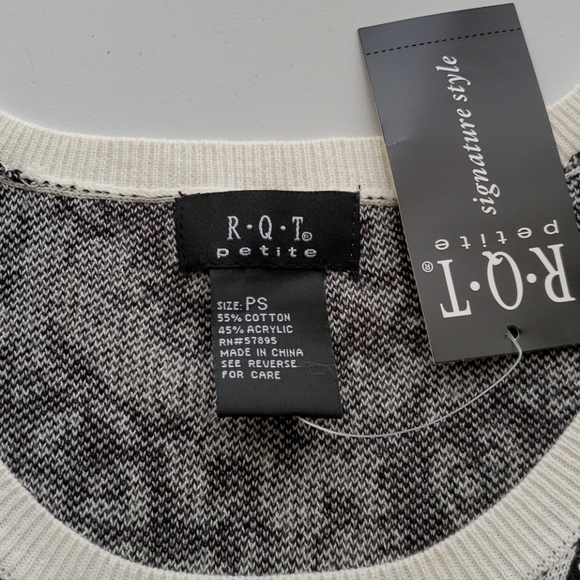 R·Q·T®
petite
SIZE: PS
55% COTTON
45% ACRYLIC
RN#57895
MADE IN CHINA
SEE REVERSE
FOR CARE
R·Q·T®
petite
signature style